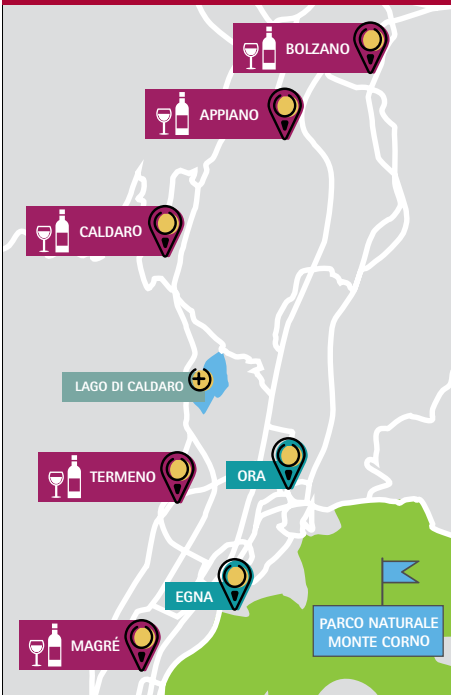 BOLZANO
APPIANO
CALDARO
LAGO DI CALDARO
TERMENO
ORA
EGNA
PARCO NATURALE
MONTE CORNO
MAGRÉ